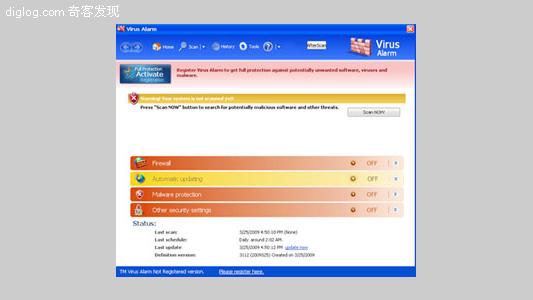 diglog.com 奇客发现
Virus Alarm
Home Scan History Tools
AfterScan
Virus Alarm
Full Protection
Activate
Registration
Register Virus Alarm to get full protection against potentially unwanted software, viruses and malware.
Warning! Your system is not scanned yet!
Press "Scan NOW" button to search for potentially malicious software and other threats.
Scan NOW!
Firewall OFF
Automatic updating OFF
Malware protection OFF
Other security settings OFF
Status:
Last scan: 3/25/2009 4:50:10 PM (None)
Last schedule: Daily around 2:02 AM.
Last update 3/25/2009 4:50:12 PM update now
Definition version: 3112 (2009525) Created on 3/25/2009
TM Virus Alarm Not Registered version. Please register here.